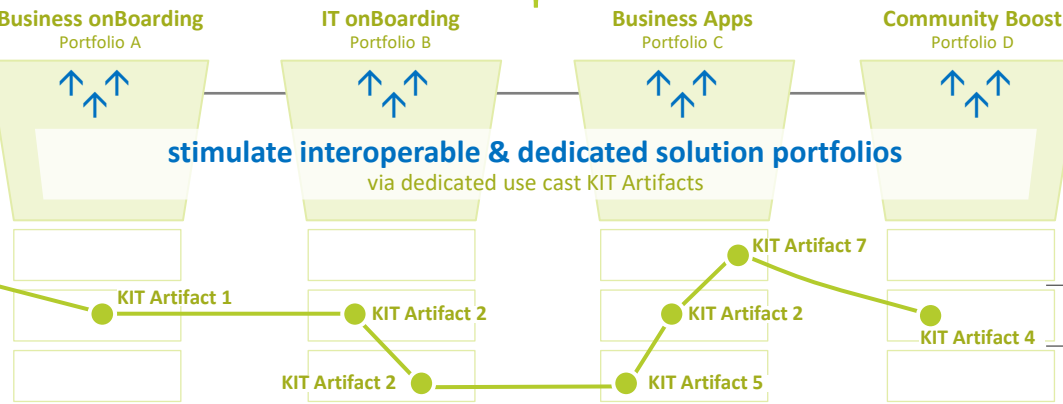 Business onBoarding
Portfolio A
IT onBoarding
Portfolio B
Business Apps
Portfolio C
Community Boost
Portfolio D
stimulate interoperable & dedicated solution portfolios
via dedicated use cast KIT Artifacts
KIT Artifact 7
KIT Artifact 1
KIT Artifact 2
KIT Artifact 2
KIT Artifact 4
KIT Artifact 2
KIT Artifact 5